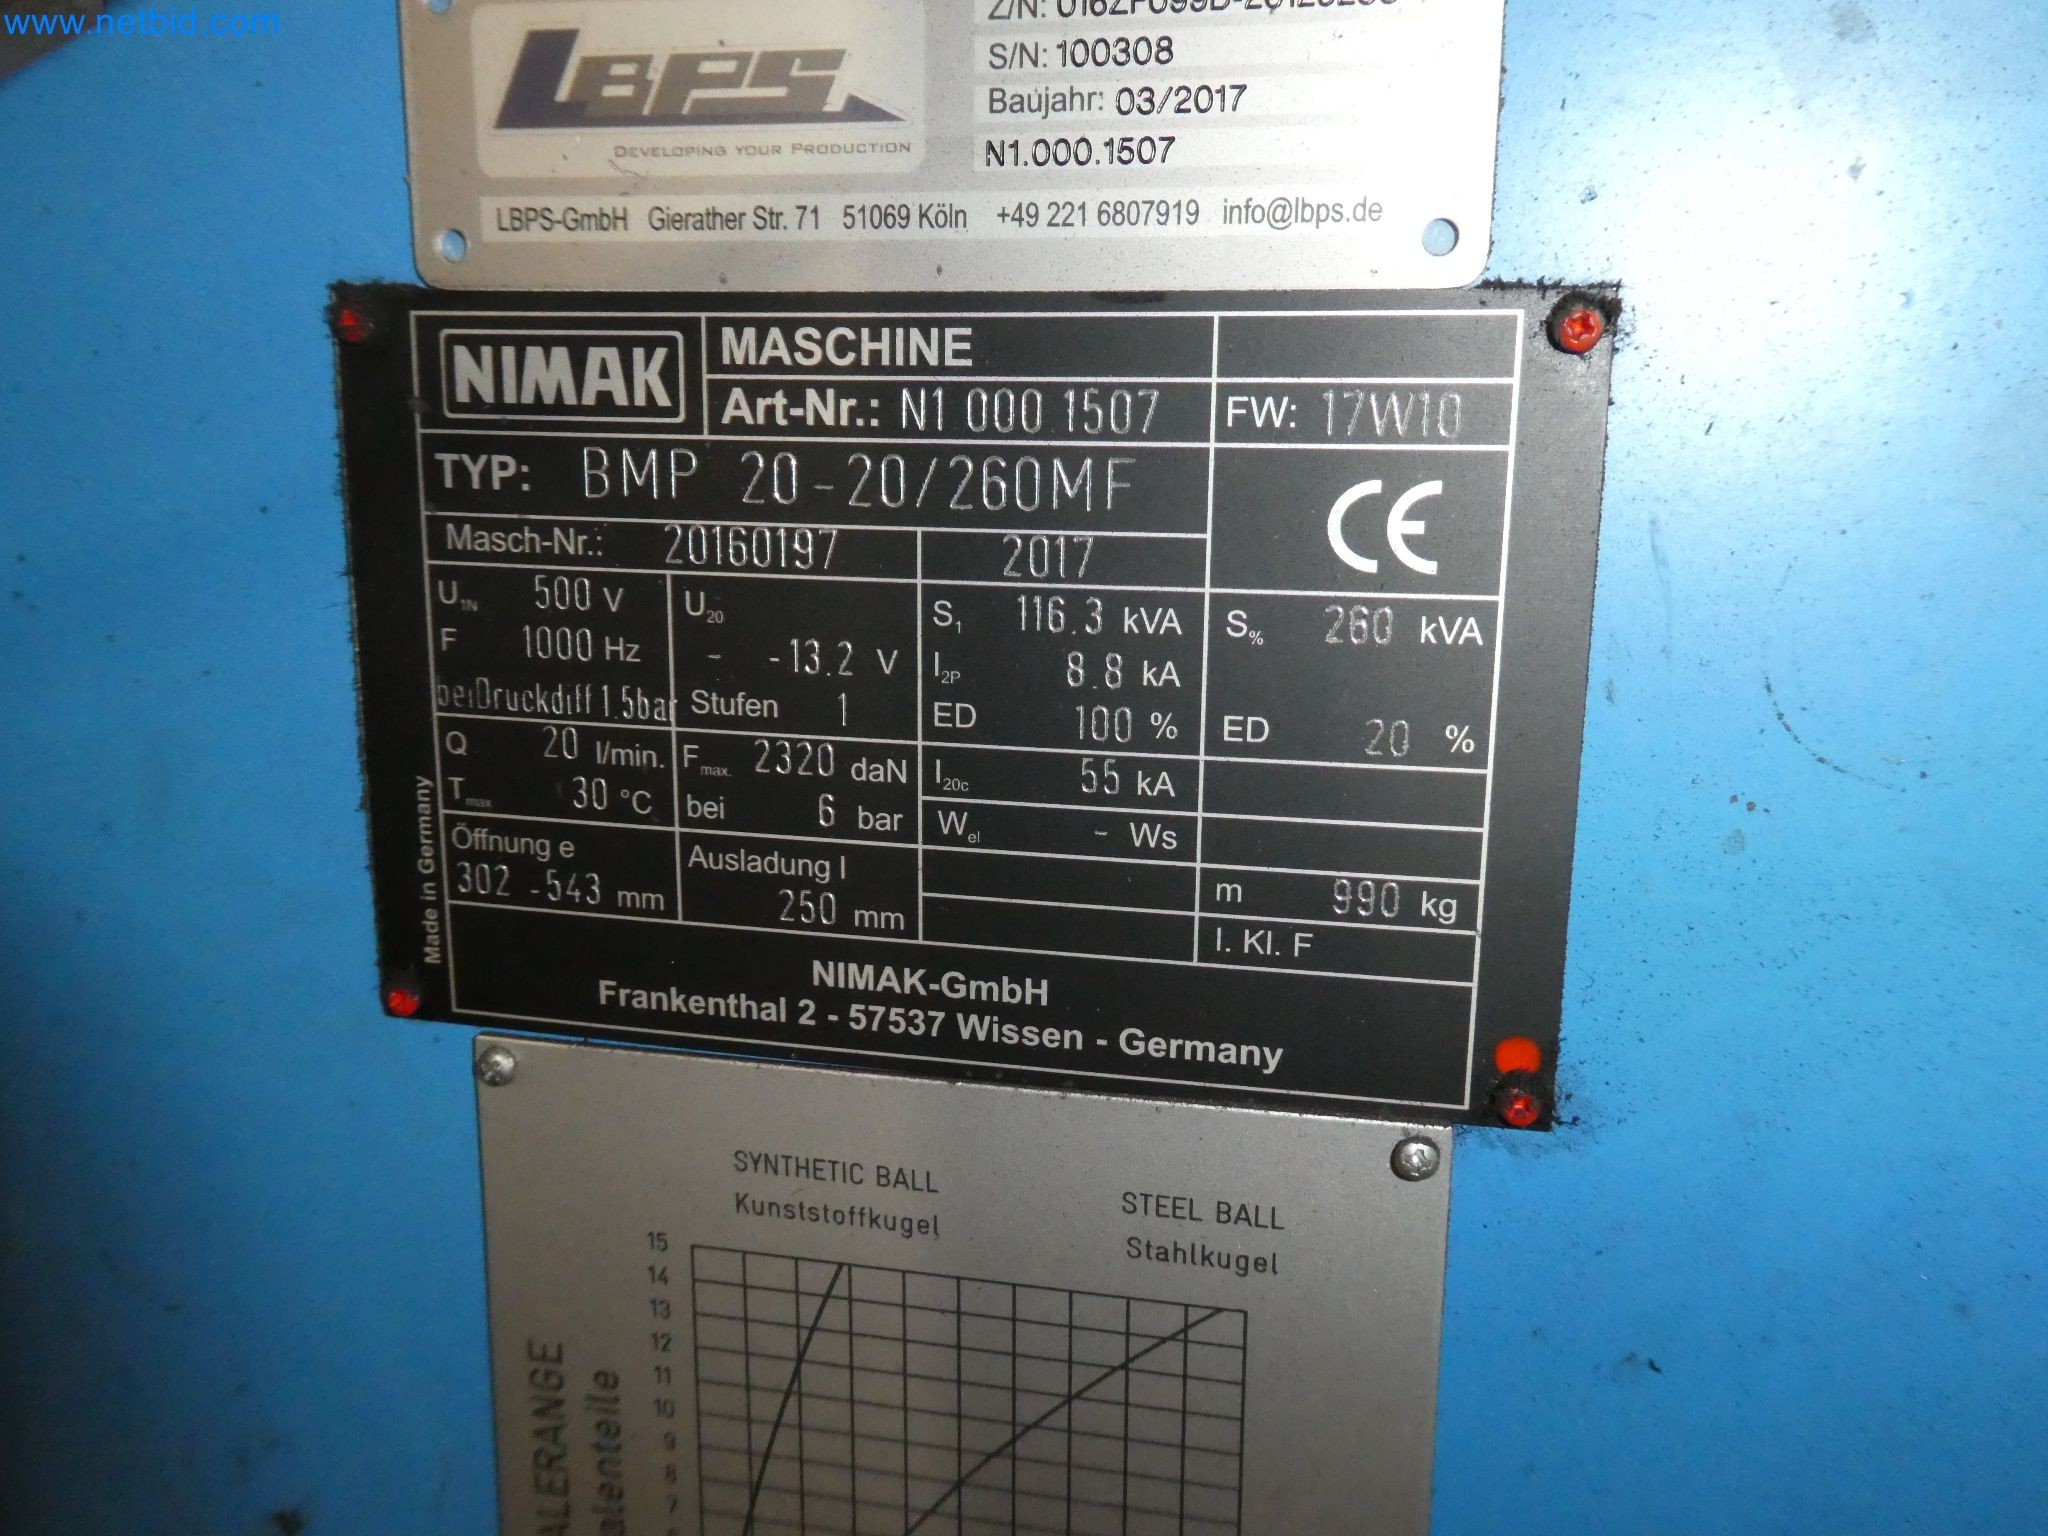 www.netbid.com
LBPS
DEVELOPING YOUR PRODUCTION
Z/N:
S/N: 100308
Baujahr: 03/2017
N1.000.1507
LBPS-GmbH Gierather Str. 71 51069 Köln +49 221 6807919 info@lbps.de
NIMAK MASCHINE
Art-Nr.: N1 000 1507 FW: 17W10
TYP: BMP 20-20/260MF CE
Masch-Nr.: 20160197 2017
U1N 500 V U20 S1 116.3 kVA S% 260 kVA
F 1000 Hz - -13.2 V I2P 8.8 kA
beiDruckdiff 1.5bar Stufen 1 ED 100 % ED 20 %
Q 20 l/min. Fmax. 2320 daN I20c 55 kA
Tmax 30 °C bei 6 bar Wel - Ws
Öffnung e Ausladung l
302 -543 mm 250 mm m 990 kg
I. Kl. F
Made in Germany
NIMAK-GmbH
Frankenthal 2 - 57537 Wissen - Germany
SYNTHETIC BALL
Kunststoffkugel
STEEL BALL
Stahlkugel
15
14
13
12
11
10
9
8
7
ALERANGE
alenteile